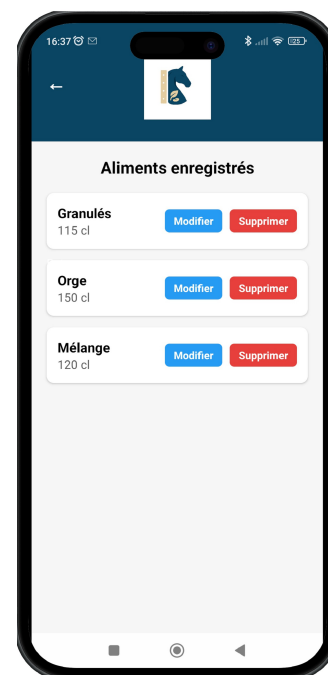 16:37
Aliments enregistrés
Granulés
115 cl
Modifier
Supprimer
Orge
150 cl
Modifier
Supprimer
Mélange
120 cl
Modifier
Supprimer